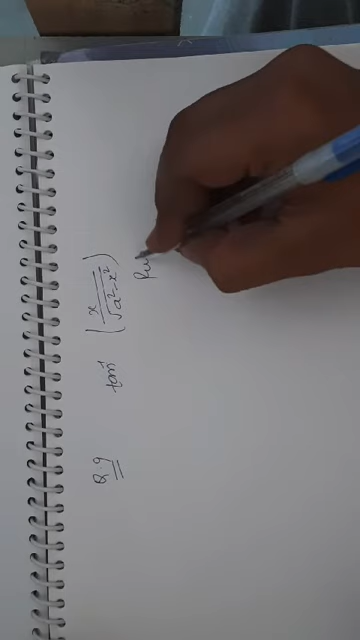 Q.9 tan⁻¹ (x/√a²-x²)
Pu